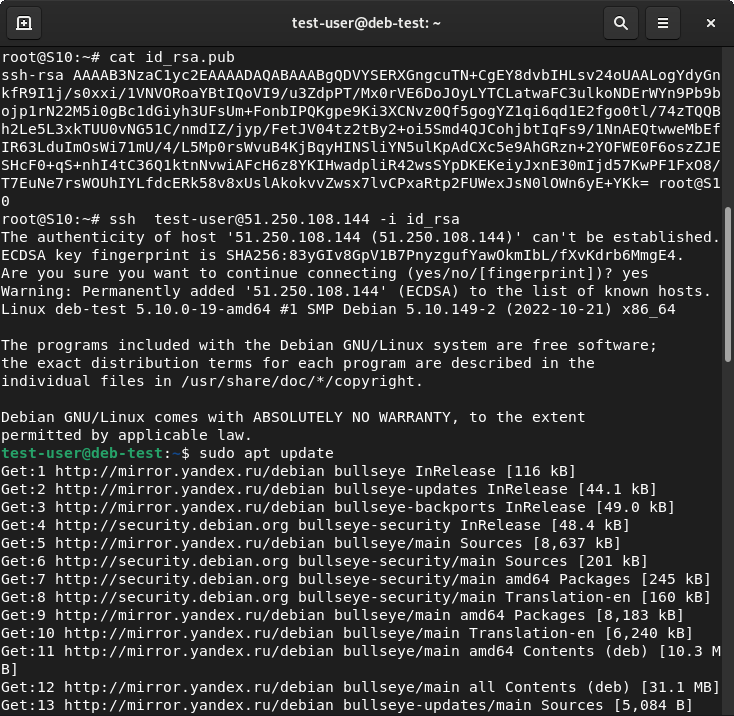 test-user@deb-test: ~
root@S10:~# cat id_rsa.pub
ssh-rsa AAAAB3NzaC1yc2EAAAADAQABAAABgQDVYSERXGngcuTN+CgEY8dvbIHLsv24oUAALogYdyGn
kfR9I1j/s0xxi/1VNVORoaYBtIQoVI9/u3ZdpPT/Mx0rVE6DoJOyLYTCLatwaFC3ulkoNDErWYn9Pb9b
ojp1rN22M5i0gBc1dGiyh3UFsUm+FonbIPQKgpe9Ki3XCNvz0Qf5gogYZ1qi6qd1E2fgo0tl/74zTQQB
h2Le5L3xkTUU0vNG51C/nmdIZ/jyp/FetJV04tz2tBy2+oi5Smd4QJCohjbtIqFs9/1NnAEQtwweMbEf
IR63LduImOsWi71mU/4/L5Mp0rsWvuB4KjBqyHINSliYN5ulKpAdCXc5e9AhGRzn+2YOFWE0F6oszZJE
SHcF0+qS+nhI4tC36Q1ktnNvwiAFcH6z8YKIHwadpliR42wsSYpDKEKeiyJxnE30mIjd57KwPF1FxO8/
T7EuNe7rsWOUhIYLfdcERk58v8xUslAkokvvZwsx7lvCPxaRtp2FUWexJsN0lOWn6yE+YKk= root@S1
0
root@S10:~# ssh  test-user@51.250.108.144 -i id_rsa
The authenticity of host '51.250.108.144 (51.250.108.144)' can't be established.
ECDSA key fingerprint is SHA256:83yGIv8GpV1B7PnyzgufYawOkmIbL/fXvKdrb6MmgE4.
Are you sure you want to continue connecting (yes/no/[fingerprint])? yes
Warning: Permanently added '51.250.108.144' (ECDSA) to the list of known hosts.
Linux deb-test 5.10.0-19-amd64 #1 SMP Debian 5.10.149-2 (2022-10-21) x86_64

The programs included with the Debian GNU/Linux system are free software;
the exact distribution terms for each program are described in the
individual files in /usr/share/doc/*/copyright.

Debian GNU/Linux comes with ABSOLUTELY NO WARRANTY, to the extent
permitted by applicable law.
test-user@deb-test:~$ sudo apt update
Get:1 http://mirror.yandex.ru/debian bullseye InRelease [116 kB]
Get:2 http://mirror.yandex.ru/debian bullseye-updates InRelease [44.1 kB]
Get:3 http://mirror.yandex.ru/debian bullseye-backports InRelease [49.0 kB]
Get:4 http://security.debian.org bullseye-security InRelease [48.4 kB]
Get:5 http://mirror.yandex.ru/debian bullseye/main Sources [8,637 kB]
Get:6 http://security.debian.org bullseye-security/main Sources [201 kB]
Get:7 http://security.debian.org bullseye-security/main amd64 Packages [245 kB]
Get:8 http://security.debian.org bullseye-security/main Translation-en [160 kB]
Get:9 http://mirror.yandex.ru/debian bullseye/main amd64 Packages [8,183 kB]
Get:10 http://mirror.yandex.ru/debian bullseye/main Translation-en [6,240 kB]
Get:11 http://mirror.yandex.ru/debian bullseye/main amd64 Contents (deb) [10.3 M
B]
Get:12 http://mirror.yandex.ru/debian bullseye/main all Contents (deb) [31.1 MB]
Get:13 http://mirror.yandex.ru/debian bullseye-updates/main Sources [5,084 B]